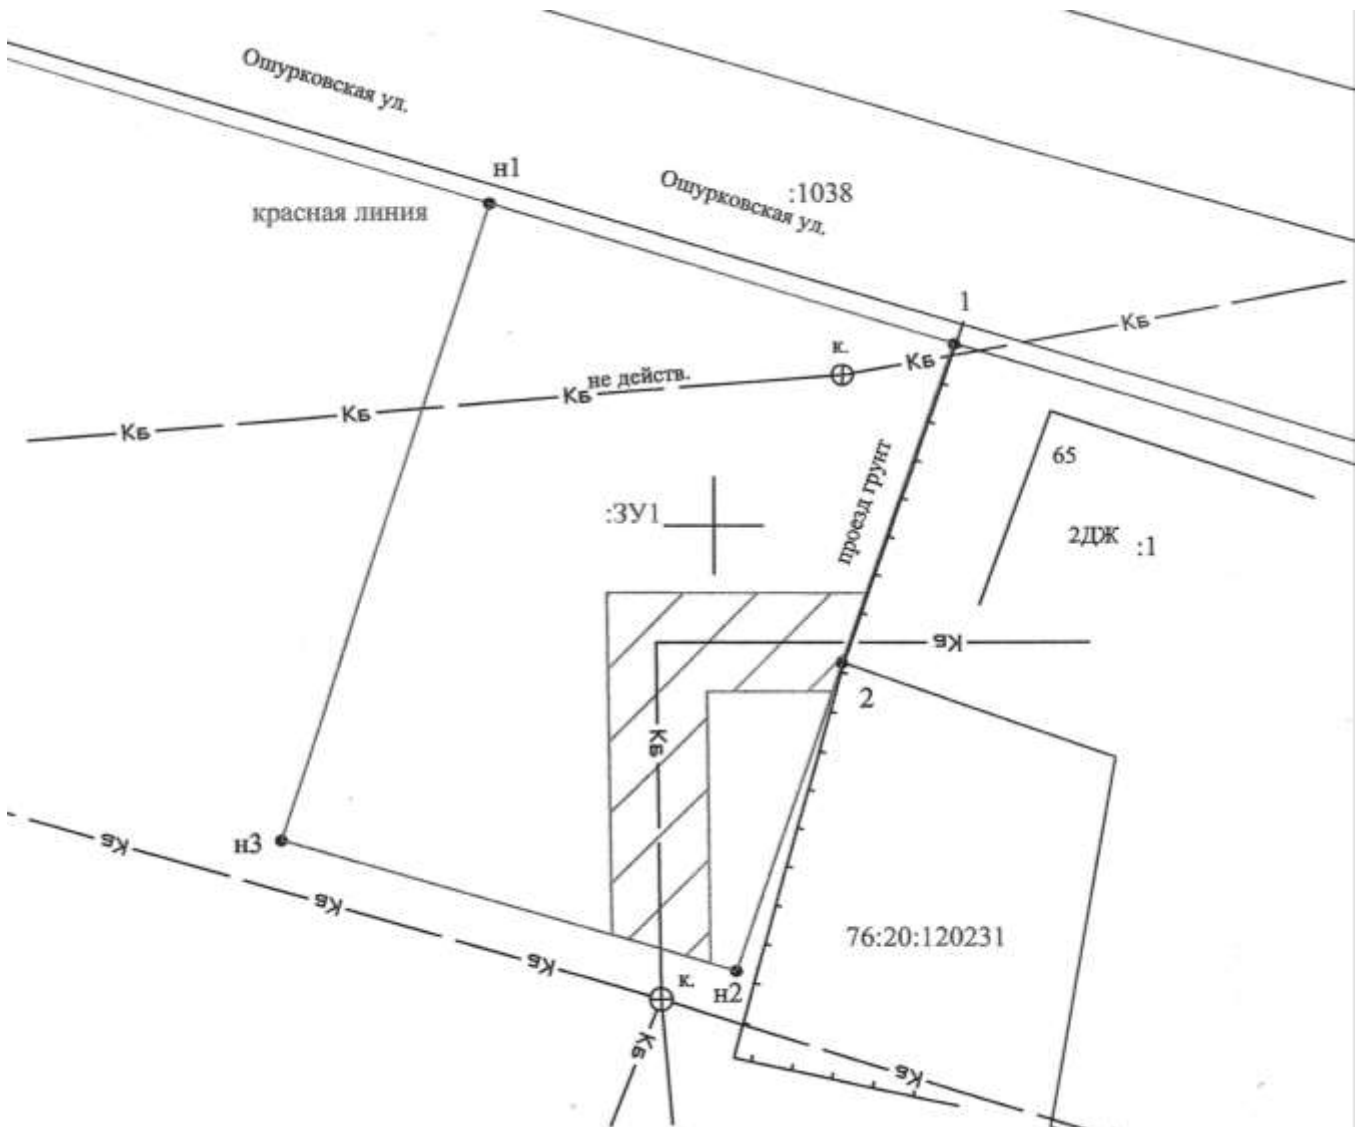 Ошурковская ул.
н1
Ошурковская ул.
:1038
красная линия
1
Кб
к.
Кб
не действ.
Кб
Кб
Кб
65
проезд грунт
:ЗУ1
2ДЖ
:1
Кб
2
Кб
н3
Кб
Кб
76:20:120231
Кб
к.
н2
Кб
Кб